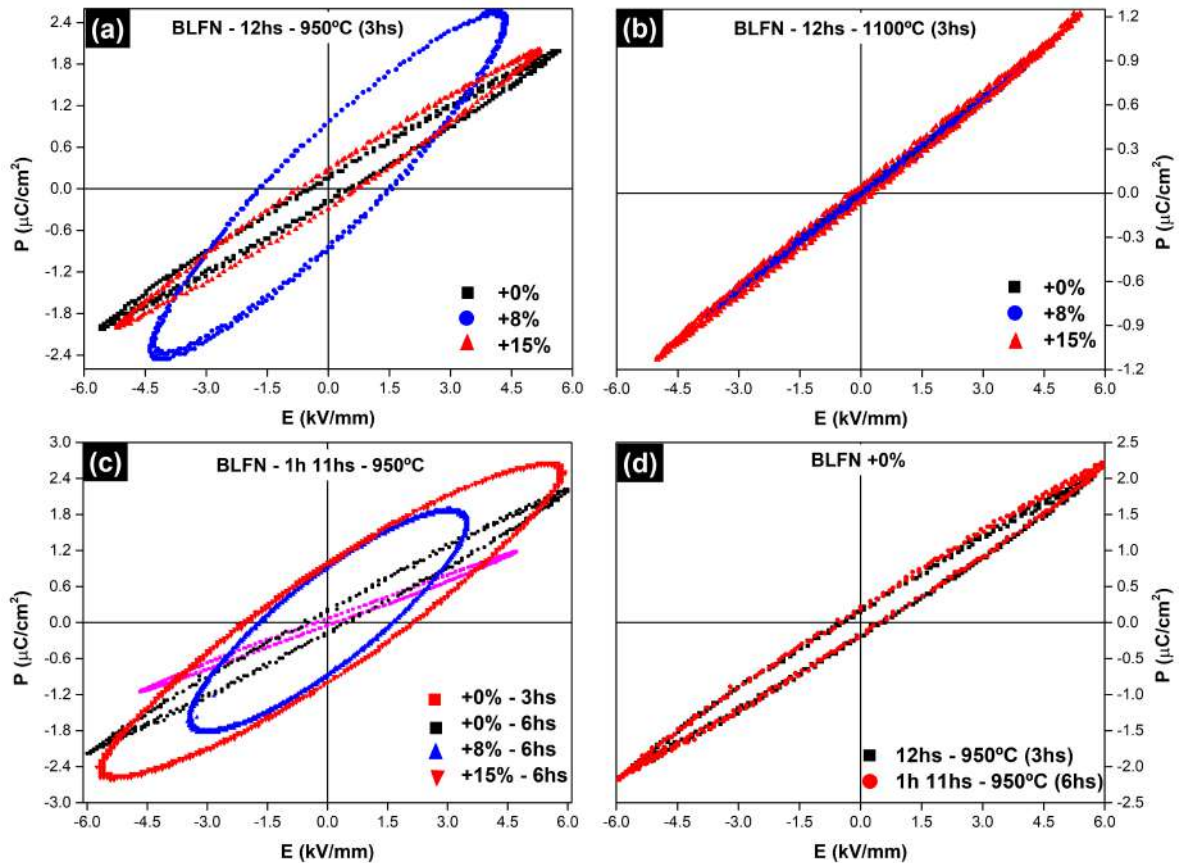 (a)
BLFN - 12hs - 950ºC (3hs)
2.4
1.8
1.2
0.6
0.0
-0.6
-1.2
-1.8
-2.4
P (μC/cm²)
+0%
+8%
+15%
-6.0 -4.5 -3.0 -1.5 0.0 1.5 3.0 4.5 6.0
E (kV/mm)
(b)
BLFN - 12hs - 1100ºC (3hs)
1.2
0.9
0.6
0.3
0.0
-0.3
-0.6
-0.9
-1.2
P (μC/cm²)
+0%
+8%
+15%
-6.0 -4.5 -3.0 -1.5 0.0 1.5 3.0 4.5 6.0
E (kV/mm)
(c)
BLFN - 1h 11hs - 950ºC
3.0
2.4
1.8
1.2
0.6
0.0
-0.6
-1.2
-1.8
-2.4
-3.0
P (μC/cm²)
+0% - 3hs
+0% - 6hs
+8% - 6hs
+15% - 6hs
-6.0 -4.5 -3.0 -1.5 0.0 1.5 3.0 4.5 6.0
E (kV/mm)
(d)
BLFN +0%
2.5
2.0
1.5
1.0
0.5
0.0
-0.5
-1.0
-1.5
-2.0
-2.5
P (μC/cm²)
12hs - 950ºC (3hs)
1h 11hs - 950ºC (6hs)
-6.0 -4.5 -3.0 -1.5 0.0 1.5 3.0 4.5 6.0
E (kV/mm)